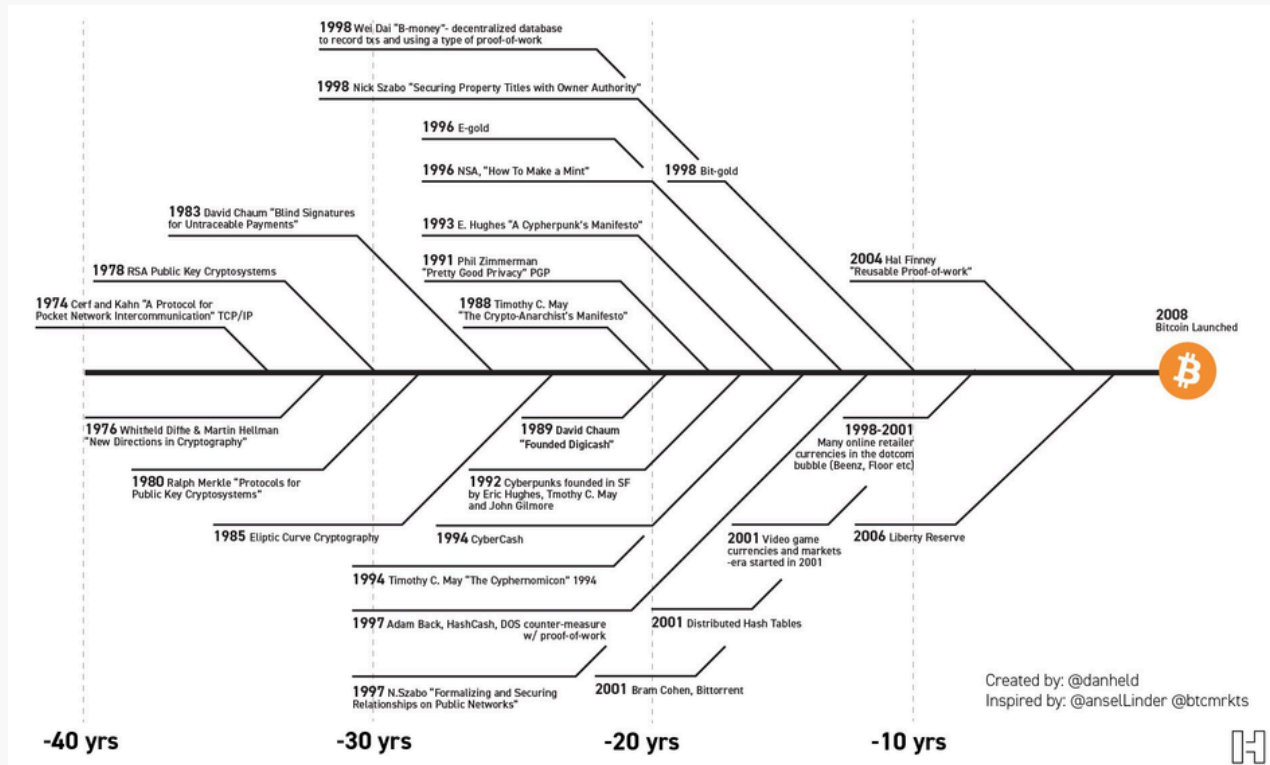 1998 Wei Dai "B-money"- decentralized database
to record txs and using a type of proof-of-work
1998 Nick Szabo "Securing Property Titles with Owner Authority"
1996 E-gold
1996 NSA, "How To Make a Mint"
1998 Bit-gold
1983 David Chaum "Blind Signatures
for Untraceable Payments"
1993 E. Hughes "A Cypherpunk's Manifesto"
1991 Phil Zimmerman
"Pretty Good Privacy" PGP
2004 Hal Finney
"Reusable Proof-of-work"
1978 RSA Public Key Cryptosystems
1974 Cerf and Kahn "A Protocol for
Pocket Network Intercommunication" TCP/IP
1988 Timothy C. May
"The Crypto-Anarchist's Manifesto"
2008
Bitcoin Launched
1976 Whitfield Diffie & Martin Hellman
"New Directions in Cryptography"
1989 David Chaum
"Founded Digicash"
1998-2001
Many online retailer
currencies in the dotcom
bubble (Beenz, Floor etc)
1980 Ralph Merkle "Protocols for
Public Key Cryptosystems"
1992 Cyberpunks founded in SF
by Eric Hughes, Tmothy C. May
and John Gilmore
1985 Eliptic Curve Cryptography
1994 CyberCash
2001 Video game
currencies and markets
-era started in 2001
2006 Liberty Reserve
1994 Timothy C. May "The Cyphernomicon" 1994
1997 Adam Back, HashCash, DOS counter-measure
w/ proof-of-work
2001 Distributed Hash Tables
1997 N.Szabo "Formalizing and Securing
Relationships on Public Networks"
2001 Bram Cohen, Bittorrent
Created by: @danheld
Inspired by: @anselLinder @btcmrkts
-40 yrs
-30 yrs
-20 yrs
-10 yrs